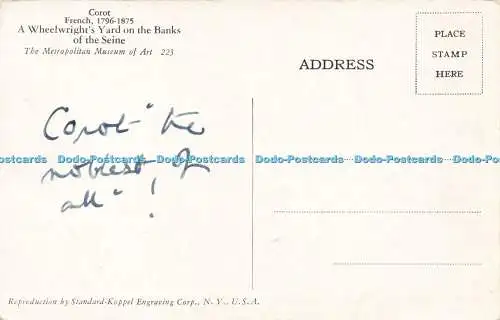 Corot
French, 1796-1875
A Wheelwright's Yard on the Banks
of the Seine
The Metropolitan Museum of Art 223
ADDRESS
PLACE
STAMP
HERE
Corot "the
noblest of
all"!
Dodo-Postcards Dodo-Postcards Dodo-Postcards Dodo-Postcards Dodo-Postcards
Reproduction by Standard-Koppel Engraving Corp., N. Y., U.S.A.